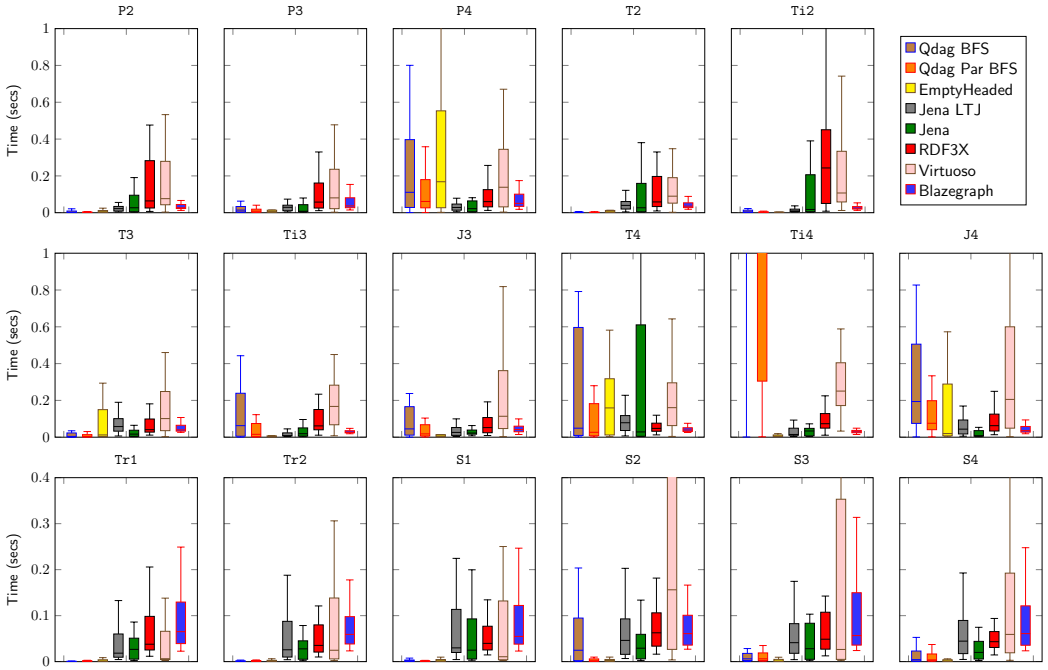 P2 P3 P4 T2 Ti2
1
0.8
0.6
0.4
0.2
0
Time (secs)
Qdag BFS
Qdag Par BFS
EmptyHeaded
Jena LTJ
Jena
RDF3X
Virtuoso
Blazegraph
T3 Ti3 J3 T4 Ti4 J4
1
0.8
0.6
0.4
0.2
0
Time (secs)
Tr1 Tr2 S1 S2 S3 S4
0.4
0.3
0.2
0.1
0
Time (secs)